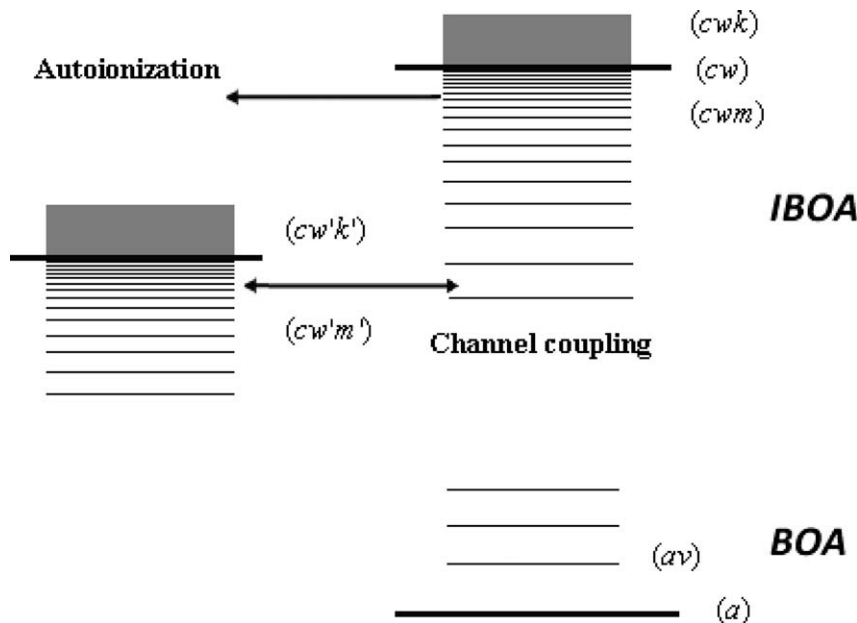 (cwk)
Autoionization
(cw)
(cwm)
IBOA
(cw'k')
(cw'm')
Channel coupling
BOA
(av)
(a)